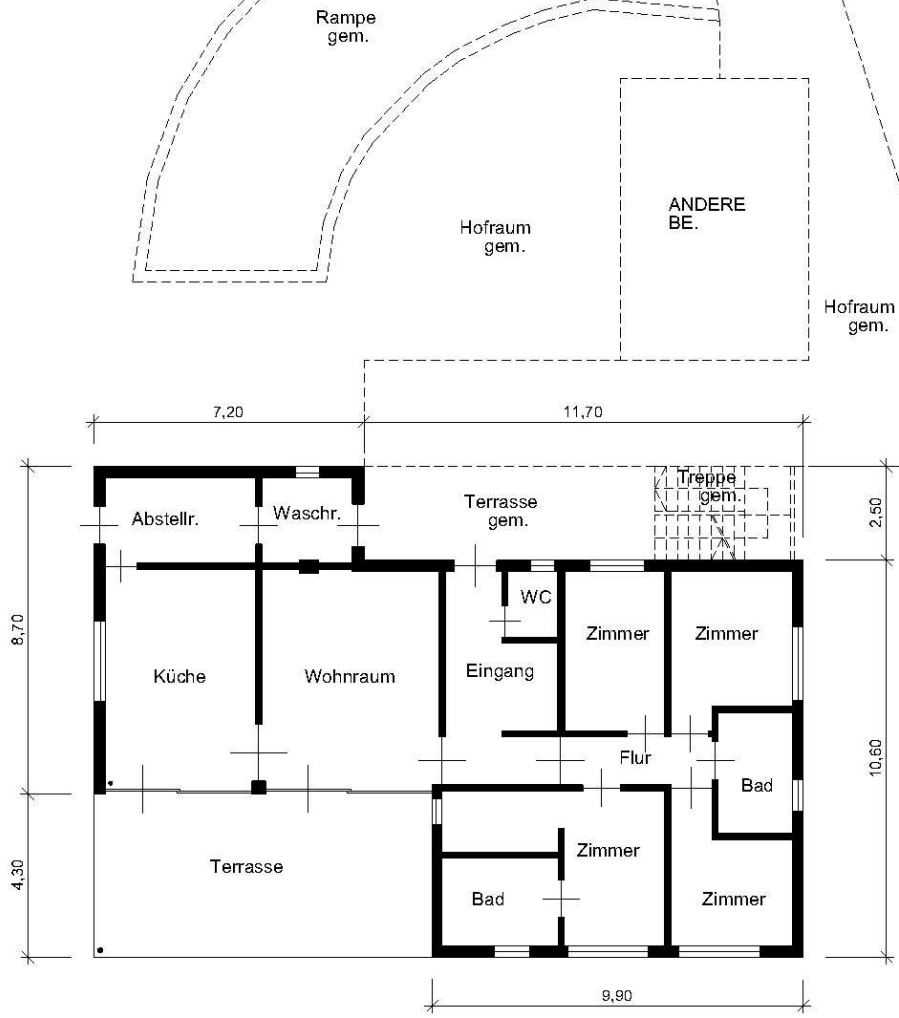 Rampe
gem.
ANDERE
BE.
Hofraum
gem.
Hofraum
gem.
7,20
11,70
Treppe
gem.
Terrasse
gem.
2,50
Abstellr.
Waschr.
WC
8,70
Zimmer
Zimmer
Küche
Wohnraum
Eingang
Flur
10,60
Bad
4,30
Terrasse
Zimmer
Bad
Zimmer
9,90